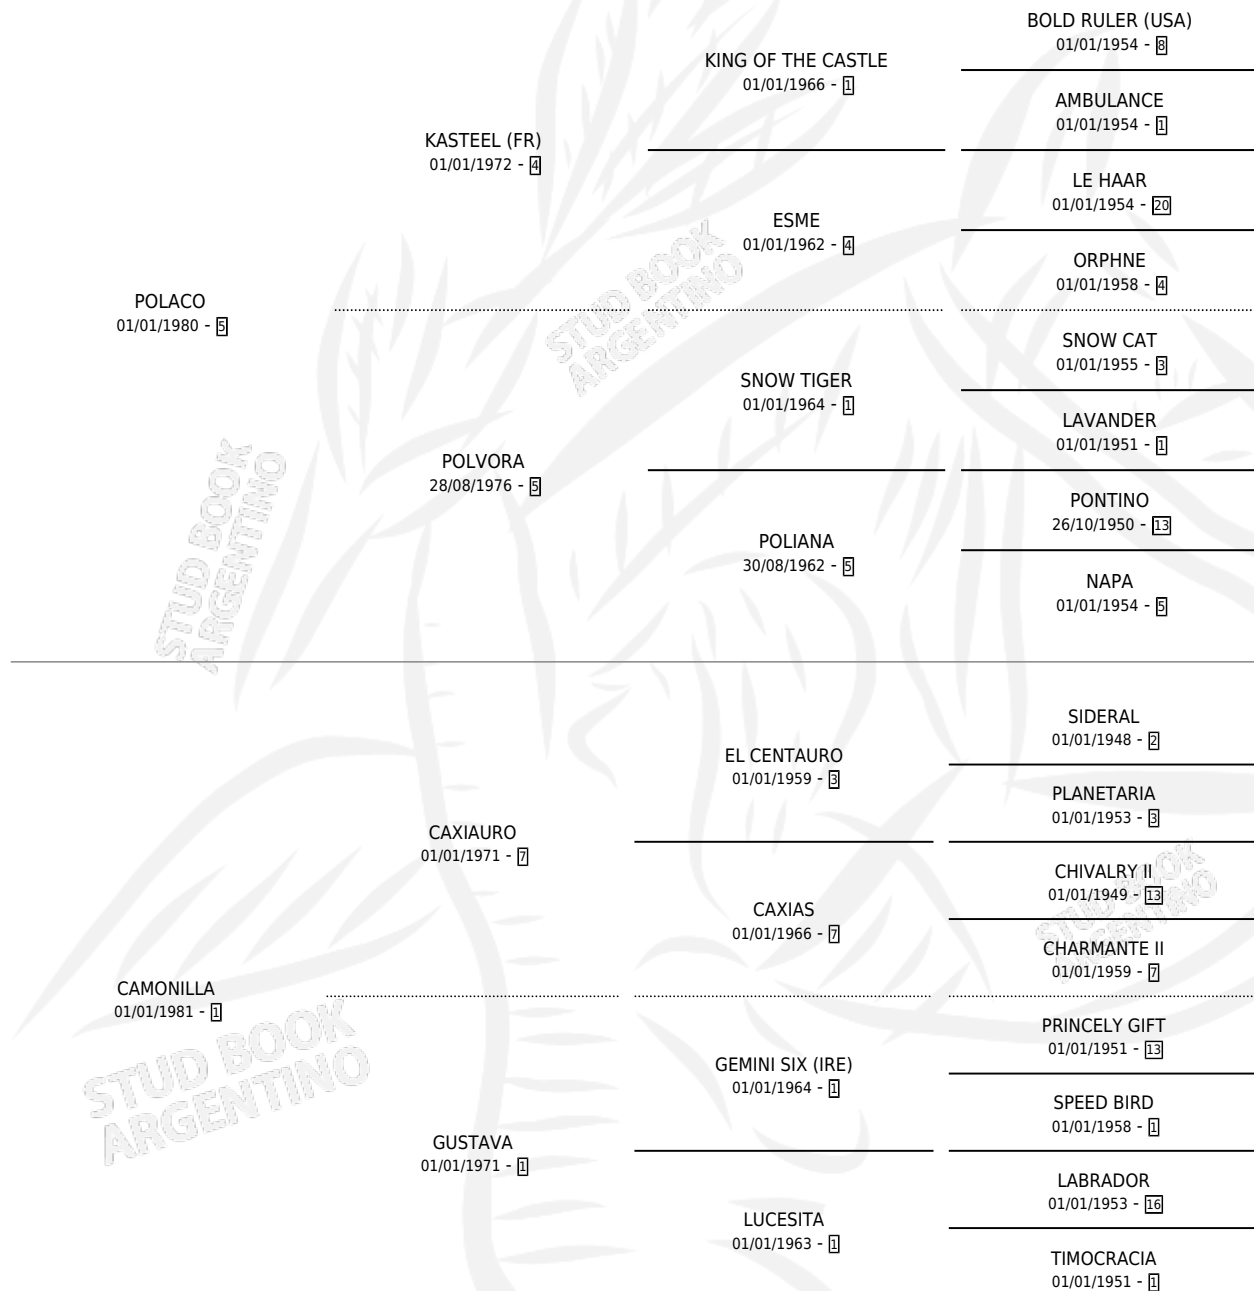 POLACO
01/01/1980 - 5
KASTEEL (FR)
01/01/1972 - 4
KING OF THE CASTLE
01/01/1966 - 1
BOLD RULER (USA)
01/01/1954 - 8
AMBULANCE
01/01/1954 - 1
ESME
01/01/1962 - 4
LE HAAR
01/01/1954 - 20
ORPHNE
01/01/1958 - 4
POLVORA
28/08/1976 - 5
SNOW TIGER
01/01/1964 - 1
SNOW CAT
01/01/1955 - 3
LAVANDER
01/01/1951 - 1
POLIANA
30/08/1962 - 5
PONTINO
26/10/1950 - 13
NAPA
01/01/1954 - 5
CAMONILLA
01/01/1981 - 1
CAXIAURO
01/01/1971 - 7
EL CENTAURO
01/01/1959 - 3
SIDERAL
01/01/1948 - 2
PLANETARIA
01/01/1953 - 3
CAXIAS
01/01/1966 - 7
CHIVALRY II
01/01/1949 - 13
CHARMANTE II
01/01/1959 - 7
GUSTAVA
01/01/1971 - 1
GEMINI SIX (IRE)
01/01/1964 - 1
PRINCELY GIFT
01/01/1951 - 13
SPEED BIRD
01/01/1958 - 1
LUCESITA
01/01/1963 - 1
LABRADOR
01/01/1953 - 16
TIMOCRACIA
01/01/1951 - 1
STUD BOOK
ARGENTINO
STUD BOOK
ARGENTINO
STUD BOOK
ARGENTINO
STUD BOOK
ARGENTINO